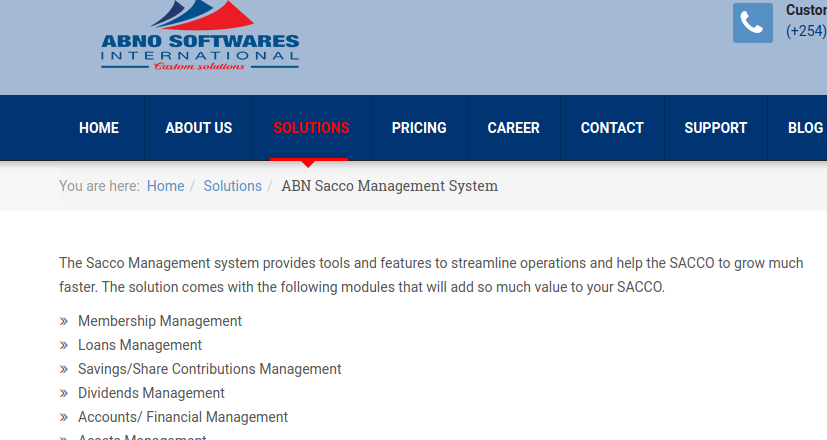 ABNO SOFTWARES
INTERNATIONAL
Custom solutions
(+254)
HOME
ABOUT US
SOLUTIONS
PRICING
CAREER
CONTACT
SUPPORT
BLOG
You are here: Home / Solutions / ABN Sacco Management System
The Sacco Management system provides tools and features to streamline operations and help the SACCO to grow much
faster. The solution comes with the following modules that will add so much value to your SACCO.
» Membership Management
» Loans Management
» Savings/Share Contributions Management
» Dividends Management
» Accounts/ Financial Management
» Assets Management